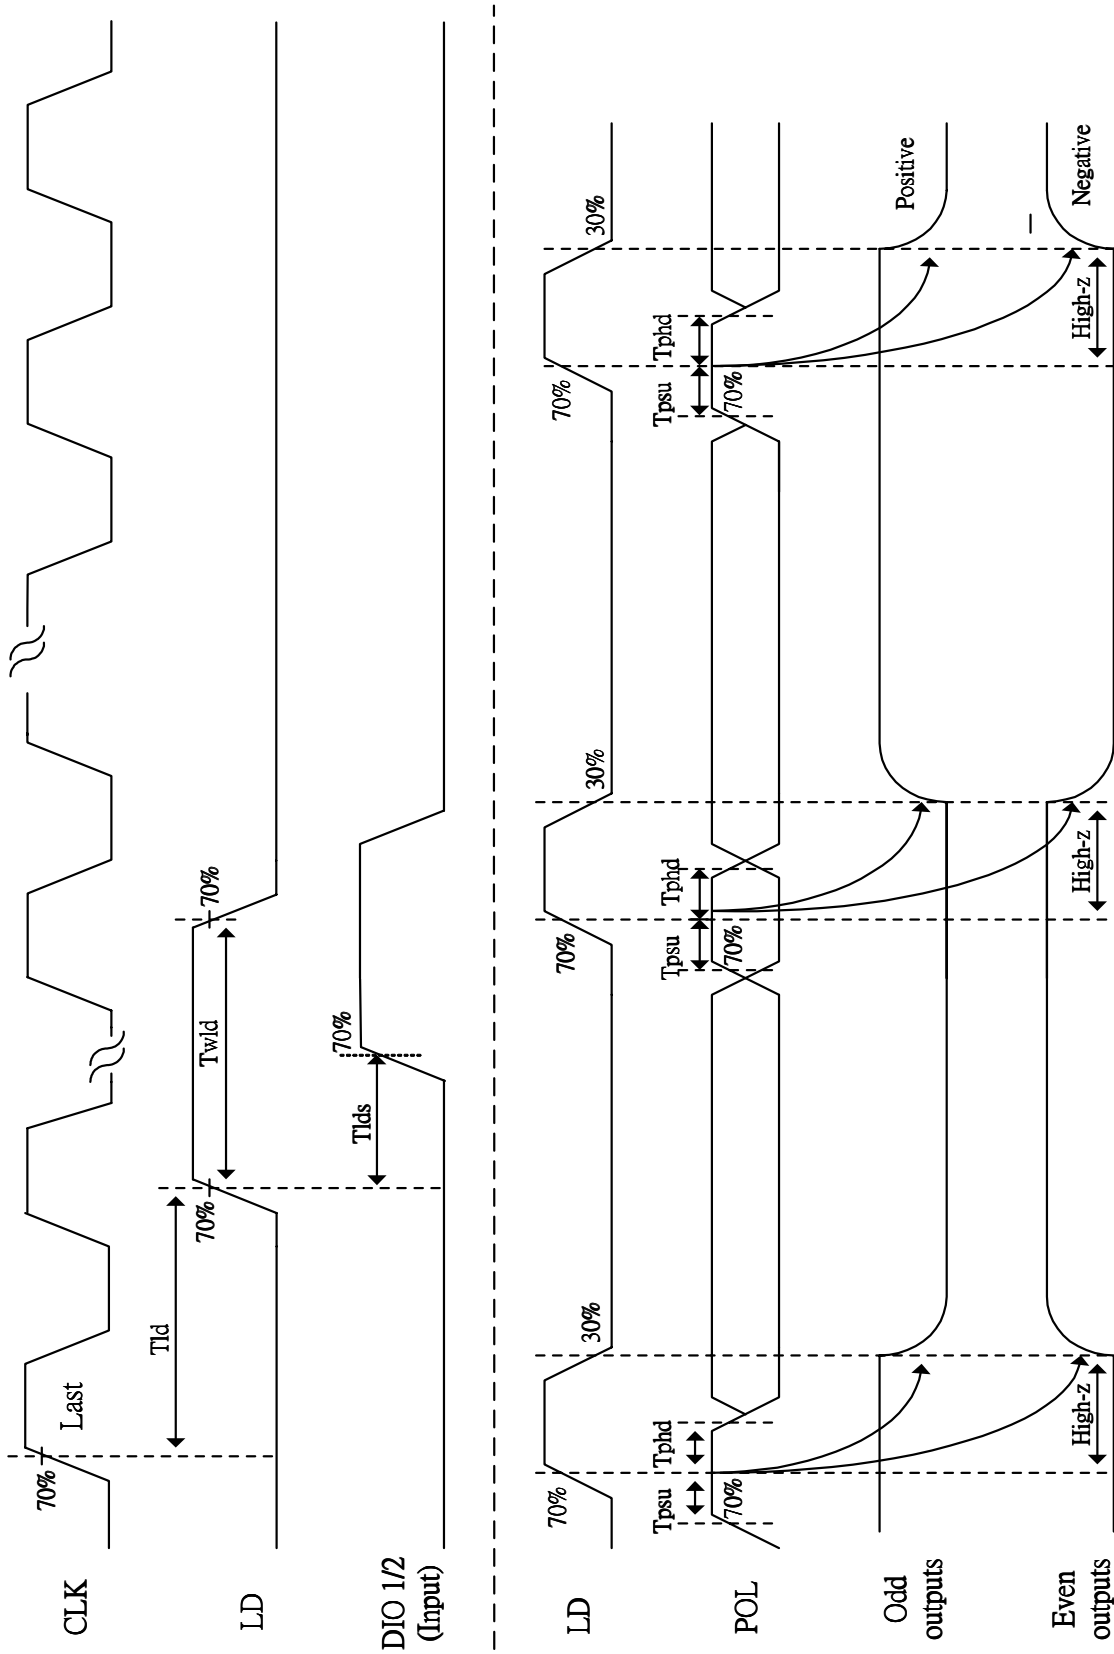 CLK
70%
Last
Tld
LD
70%
Twld
70%
DIO 1/2
(Input)
Tlds
70%
LD
70%
30%
70%
30%
70%
30%
Tpsu
Tphd
Tpsu
Tphd
Tpsu
Tphd
POL
70%
70%
70%
Odd
outputs
Positive
Even
outputs
High-z
High-z
High-z
Negative